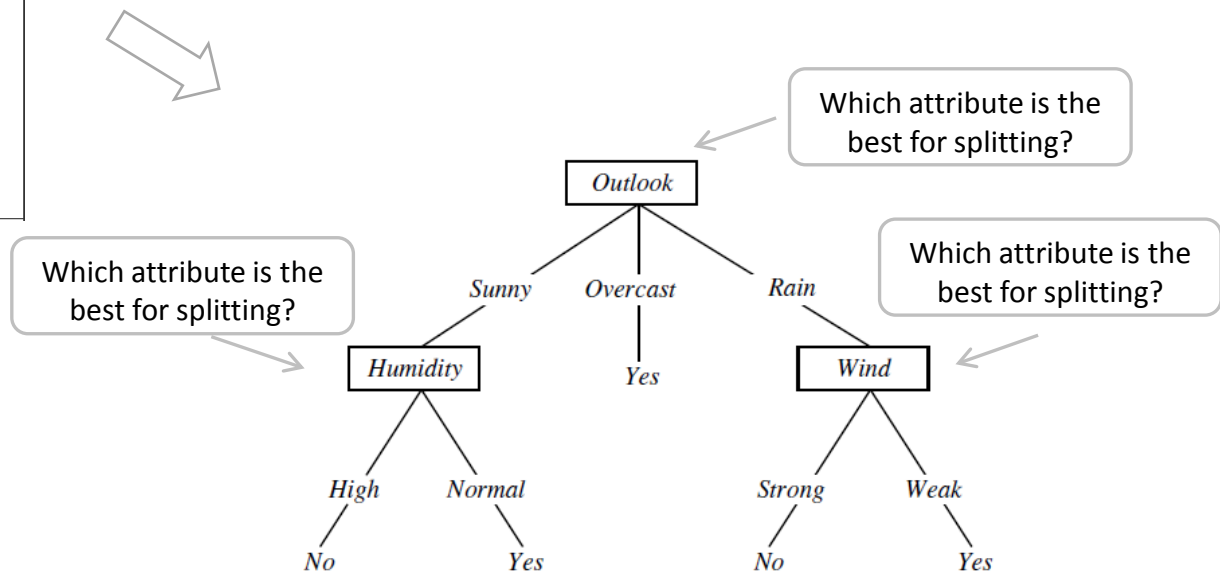 Which attribute is the
best for splitting?
Outlook
Which attribute is the
best for splitting?
Which attribute is the
best for splitting?
Sunny Overcast Rain
Humidity Yes Wind
High Normal Strong Weak
No Yes No Yes